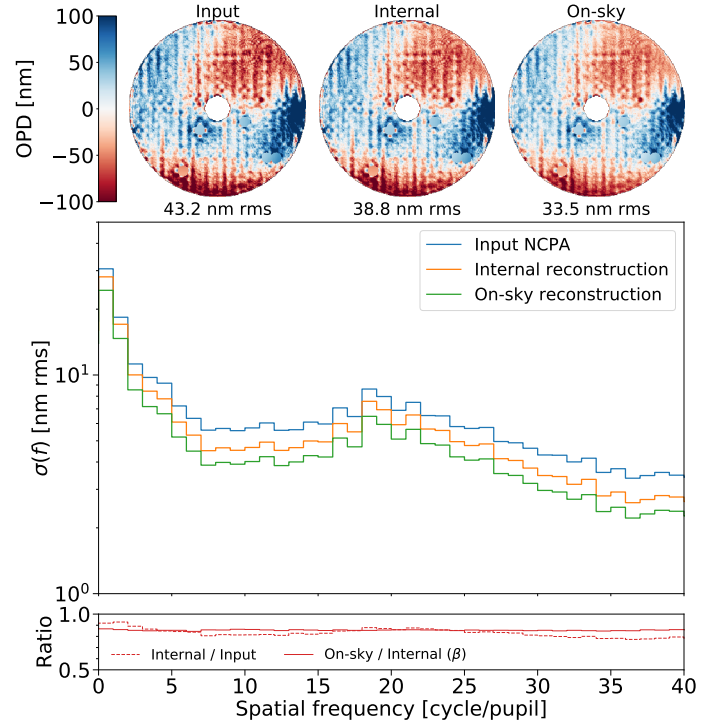 Input
Internal
On-sky
100
50
0
−50
−100
OPD [nm]
43.2 nm rms
38.8 nm rms
33.5 nm rms
Input NCPA
Internal reconstruction
On-sky reconstruction
10¹
10⁰
σ(f) [nm rms]
1.0
0.5
Ratio
Internal / Input
On-sky / Internal (β)
0 5 10 15 20 25 30 35 40
Spatial frequency [cycle/pupil]